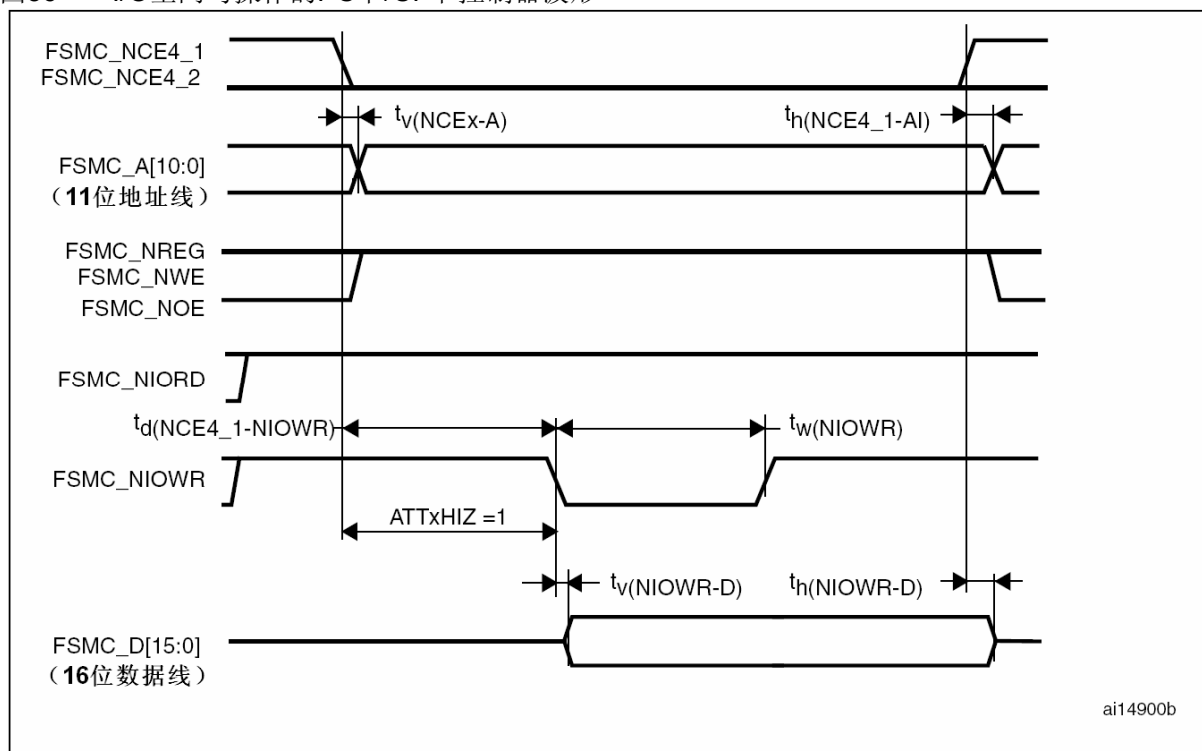 FSMC_NCE4_1
FSMC_NCE4_2
tv(NCEx-A)
th(NCE4_1-AI)
FSMC_A[10:0]
（11位地址线）
FSMC_NREG
FSMC_NWE
FSMC_NOE
FSMC_NIORD
td(NCE4_1-NIOWR)
tw(NIOWR)
FSMC_NIOWR
ATTxHIZ =1
tv(NIOWR-D)
th(NIOWR-D)
FSMC_D[15:0]
（16位数据线）
ai14900b